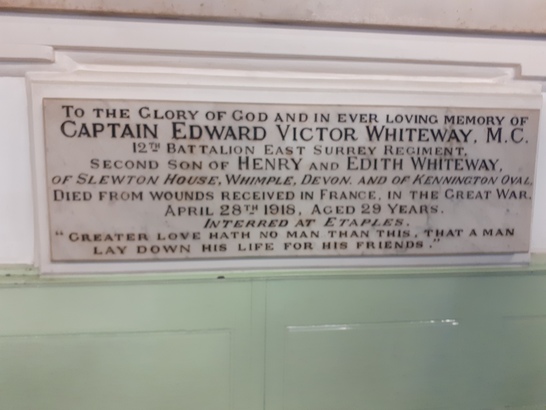 TO THE GLORY OF GOD AND IN EVER LOVING MEMORY OF
CAPTAIN EDWARD VICTOR WHITEWAY, M.C.
12TH BATTALION EAST SURREY REGIMENT,
SECOND SON OF HENRY AND EDITH WHITEWAY,
OF SLEWTON HOUSE, WHIMPLE, DEVON. AND OF KENNINGTON OVAL.
DIED FROM WOUNDS RECEIVED IN FRANCE, IN THE GREAT WAR.
APRIL 28TH 1918, AGED 29 YEARS.
INTERRED AT ETAPLES.
"GREATER LOVE HATH NO MAN THAN THIS, THAT A MAN
LAY DOWN HIS LIFE FOR HIS FRIENDS."